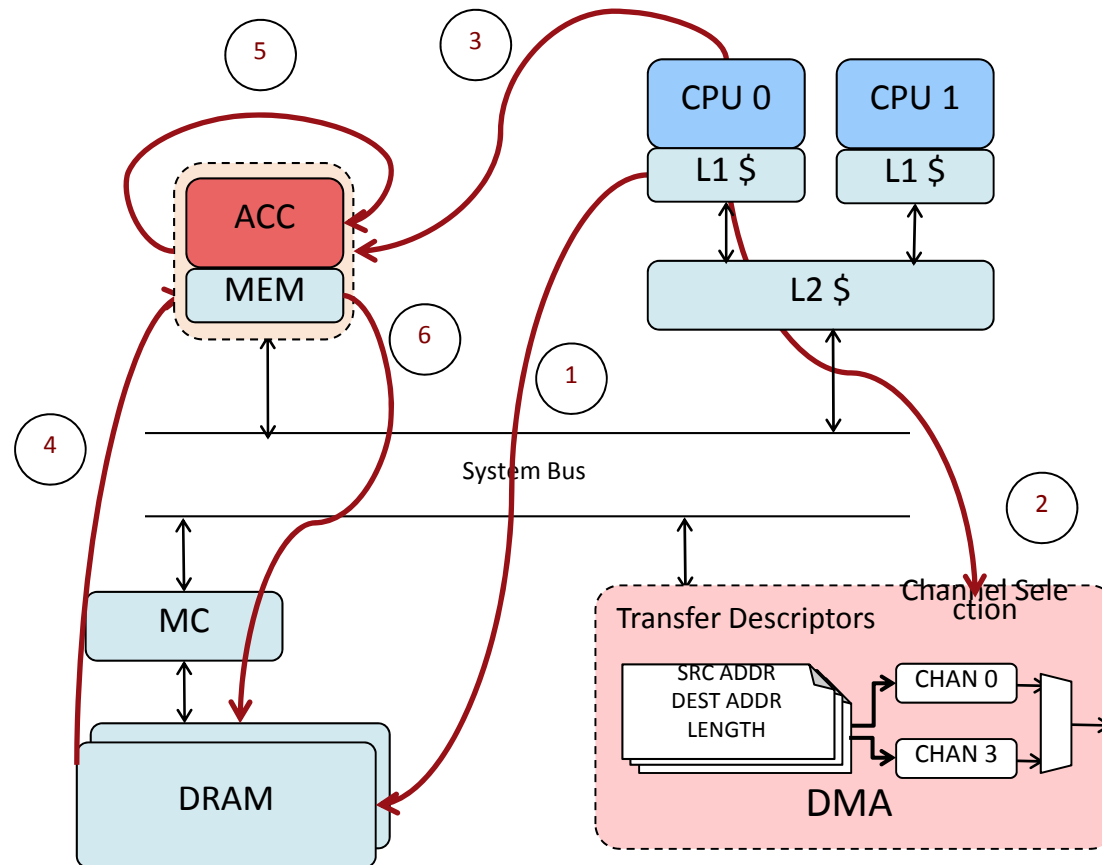 5
3
CPU 0
CPU 1
L1 $
L1 $
ACC
MEM
L2 $
6
1
4
System Bus
2
MC
Transfer Descriptors
Channel Sele
ction
SRC ADDR
DEST ADDR
LENGTH
CHAN 0
CHAN 3
DRAM
DMA